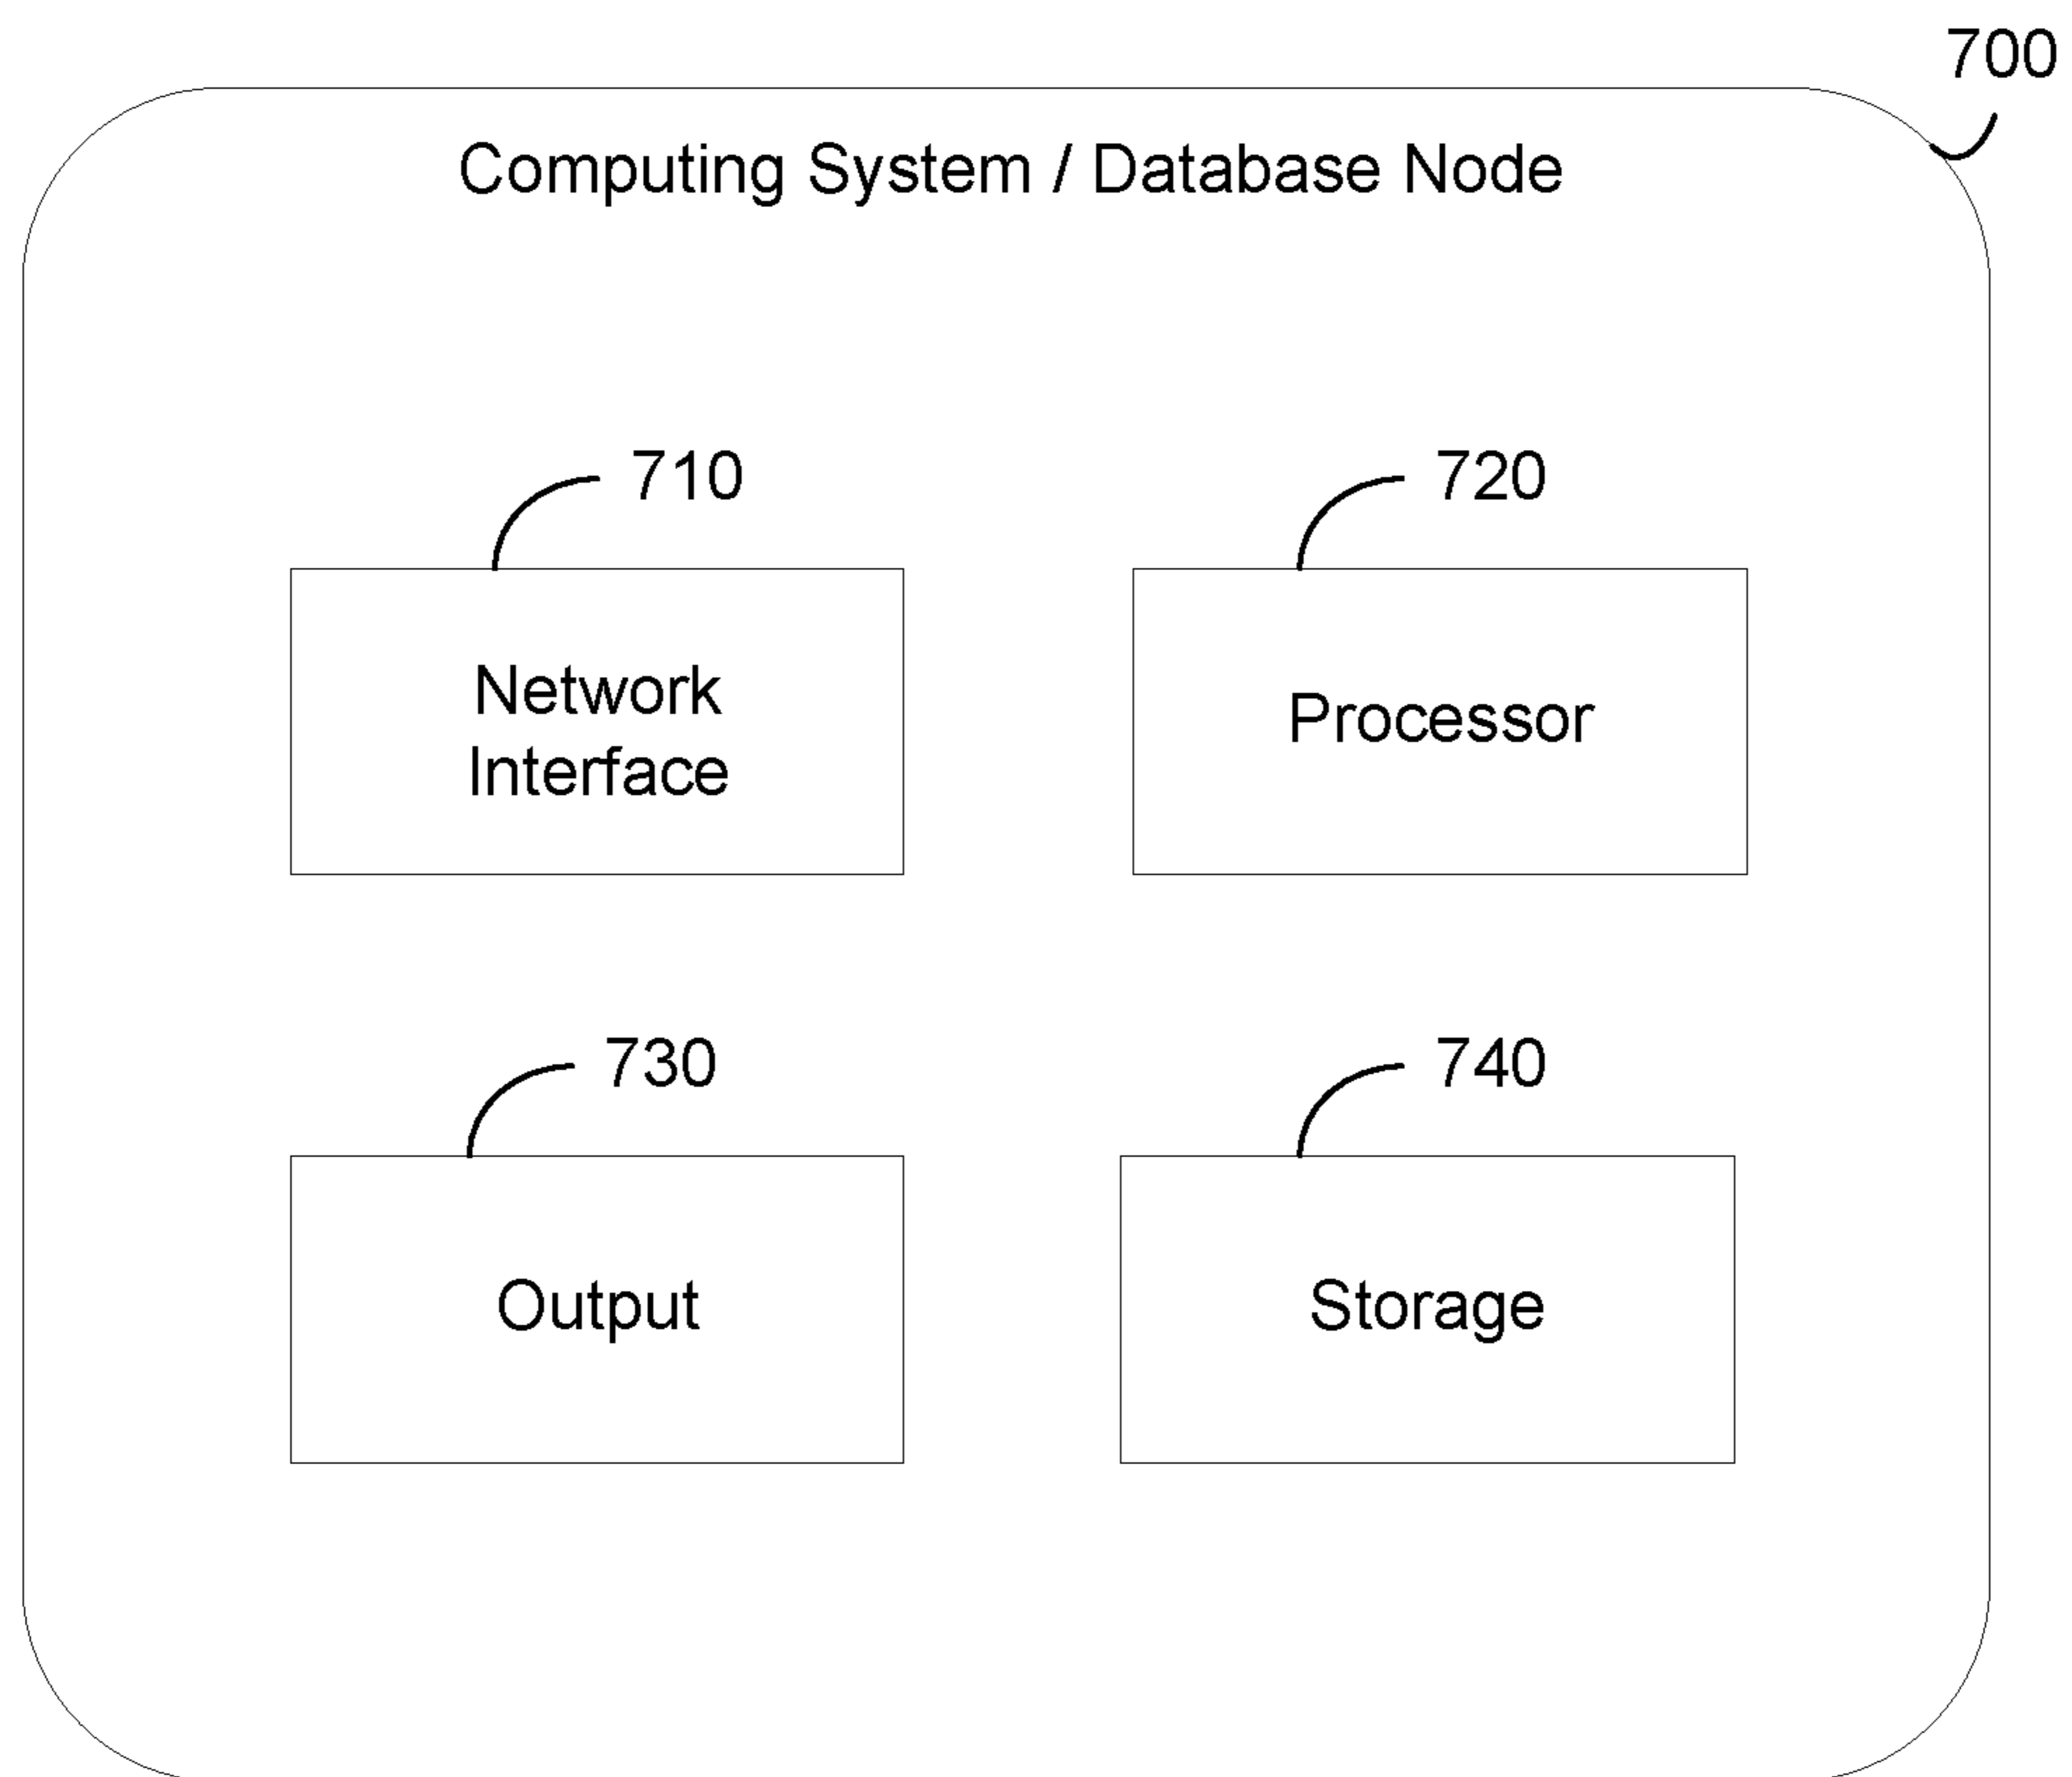 700
Computing System / Database Node
710
720
Network
Interface
Processor
730
740
Output
Storage